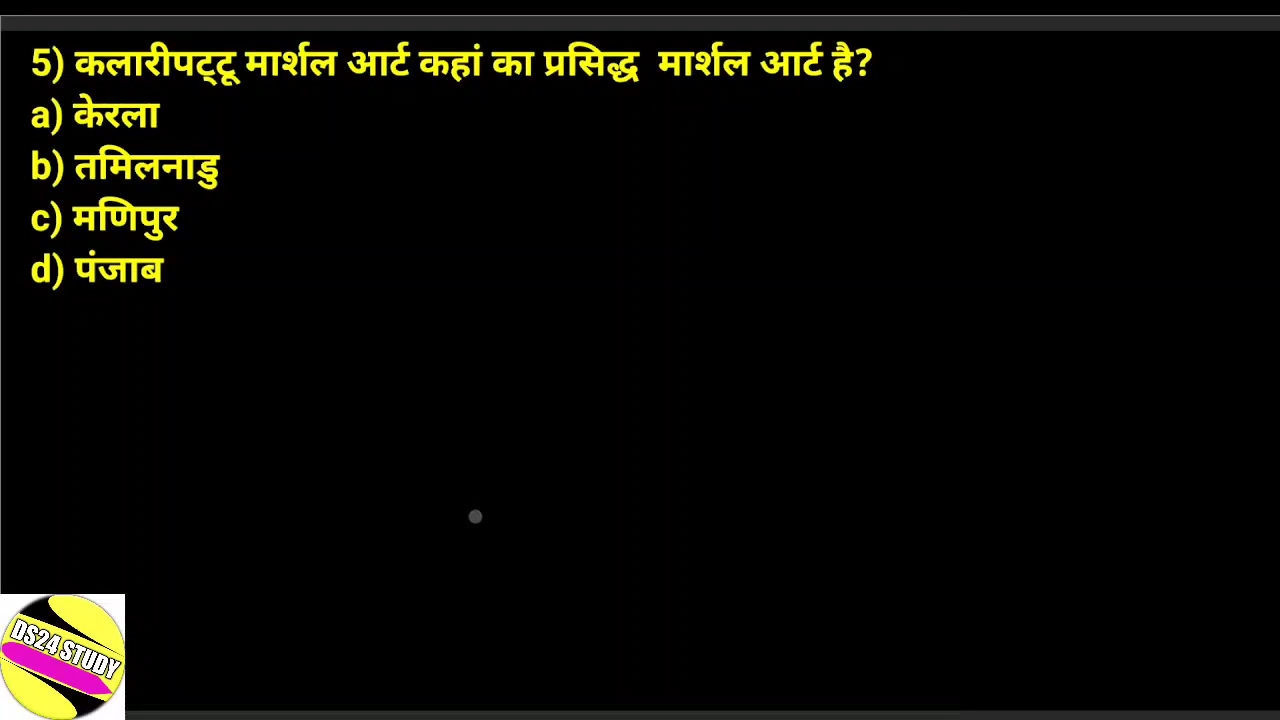 5) कलारीपट्टू मार्शल आर्ट कहां का प्रसिद्ध मार्शल आर्ट है?
a) केरला
b) तमिलनाडु
c) मणिपुर
d) पंजाब
DS24 STUDY